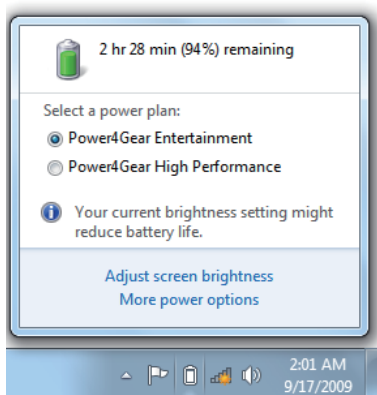 2 hr 28 min (94%) remaining
Select a power plan:
Power4Gear Entertainment
Power4Gear High Performance
Your current brightness setting might
reduce battery life.
Adjust screen brightness
More power options
2:01 AM
9/17/2009